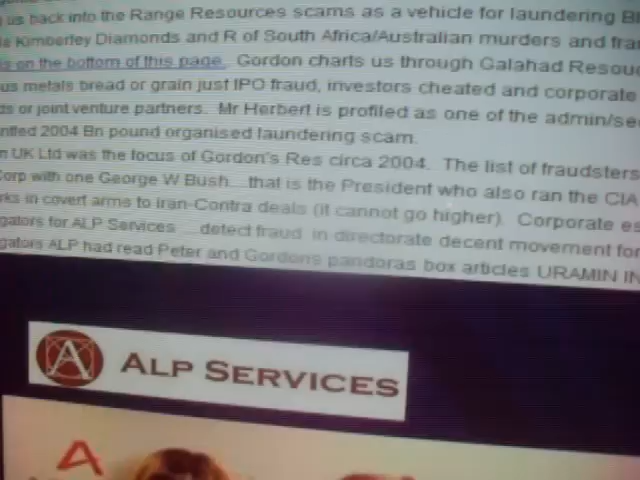 us back into the Range Resources scams as a vehicle for laundering
Kimberley Diamonds and R of South Africa/Australian murders and
on the bottom of this page. Gordon charts us through Galahad
metals bread or grain just IPO fraud, investors cheated and corporate
or joint venture partners. Mr Herbert is profiled as one of the
2004 Bn pound organised laundering scam.
UK Ltd was the focus of Gordon's Res circa 2004. The list of fraudsters
Corp with one George W Bush... that is the President who also ran the CIA
in covert arms to Iran-Contra deals (it cannot go higher). Corporate
for ALP Services ... detect fraud in directorate decent movement for
ALP had read Peter and Gordons pandoras box articles URAMIN
ALP SERVICES
A